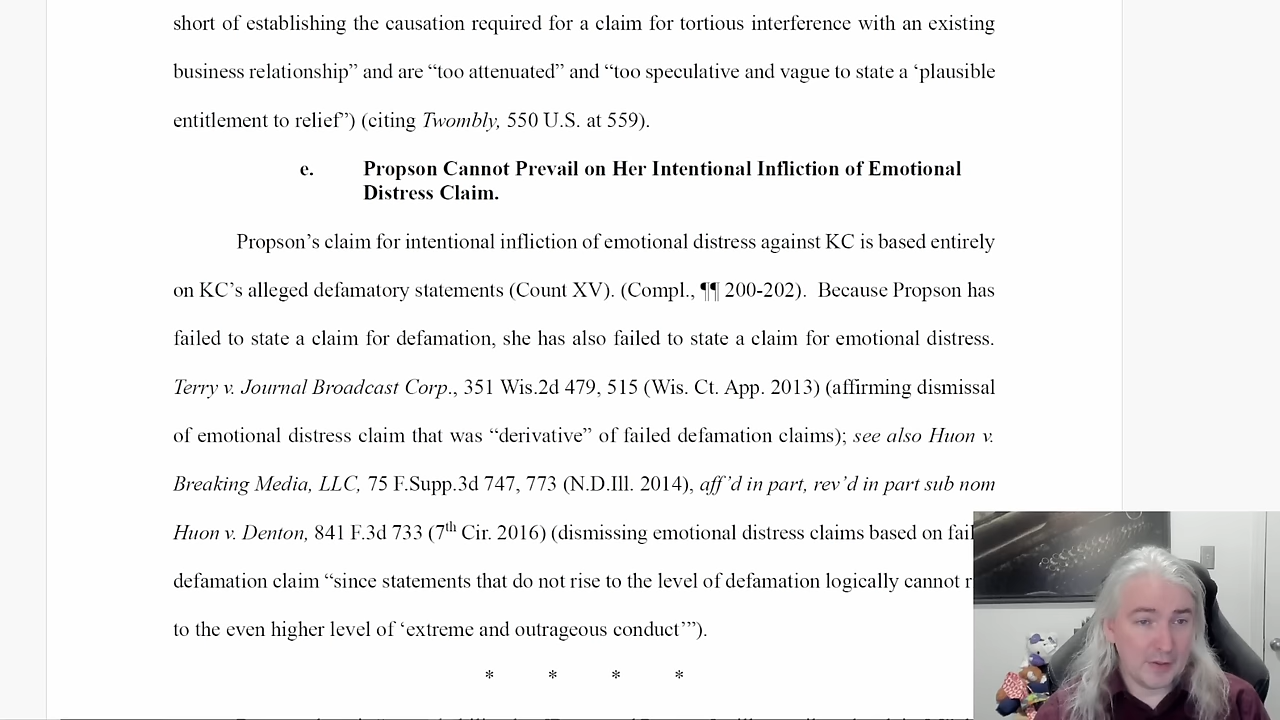 short of establishing the causation required for a claim for tortious interference with an existing
business relationship” and are “too attenuated” and “too speculative and vague to state a ‘plausible
entitlement to relief”) (citing Twombly, 550 U.S. at 559).
e. Propson Cannot Prevail on Her Intentional Infliction of Emotional
Distress Claim.
Propson’s claim for intentional infliction of emotional distress against KC is based entirely
on KC’s alleged defamatory statements (Count XV). (Compl., ¶¶ 200-202). Because Propson has
failed to state a claim for defamation, she has also failed to state a claim for emotional distress.
Terry v. Journal Broadcast Corp., 351 Wis.2d 479, 515 (Wis. Ct. App. 2013) (affirming dismissal
of emotional distress claim that was “derivative” of failed defamation claims); see also Huon v.
Breaking Media, LLC, 75 F.Supp.3d 747, 773 (N.D.Ill. 2014), aff’d in part, rev’d in part sub nom
Huon v. Denton, 841 F.3d 733 (7th Cir. 2016) (dismissing emotional distress claims based on
defamation claim “since statements that do not rise to the level of defamation logically cannot
to the even higher level of ‘extreme and outrageous conduct’”).
* * * *